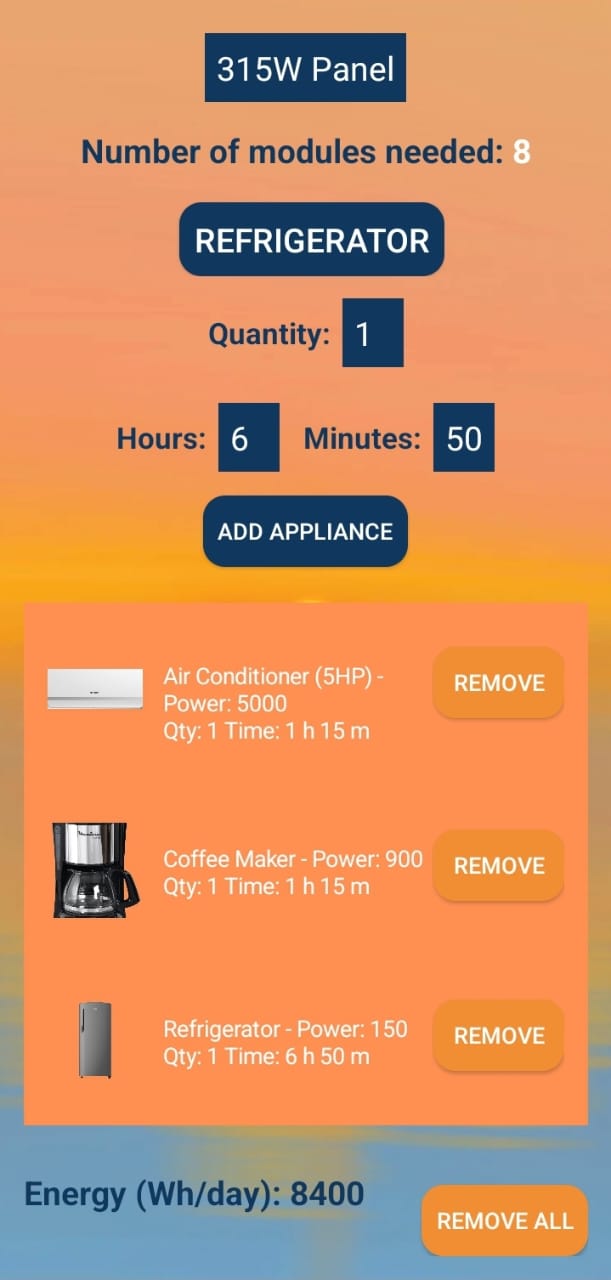 315W Panel
Number of modules needed: 8
REFRIGERATOR
Quantity: 1
Hours: 6 Minutes: 50
ADD APPLIANCE
Air Conditioner (5HP) -
Power: 5000
Qty: 1 Time: 1 h 15 m
REMOVE
Coffee Maker - Power: 900
Qty: 1 Time: 1 h 15 m
REMOVE
Refrigerator - Power: 150
Qty: 1 Time: 6 h 50 m
REMOVE
Energy (Wh/day): 8400
REMOVE ALL